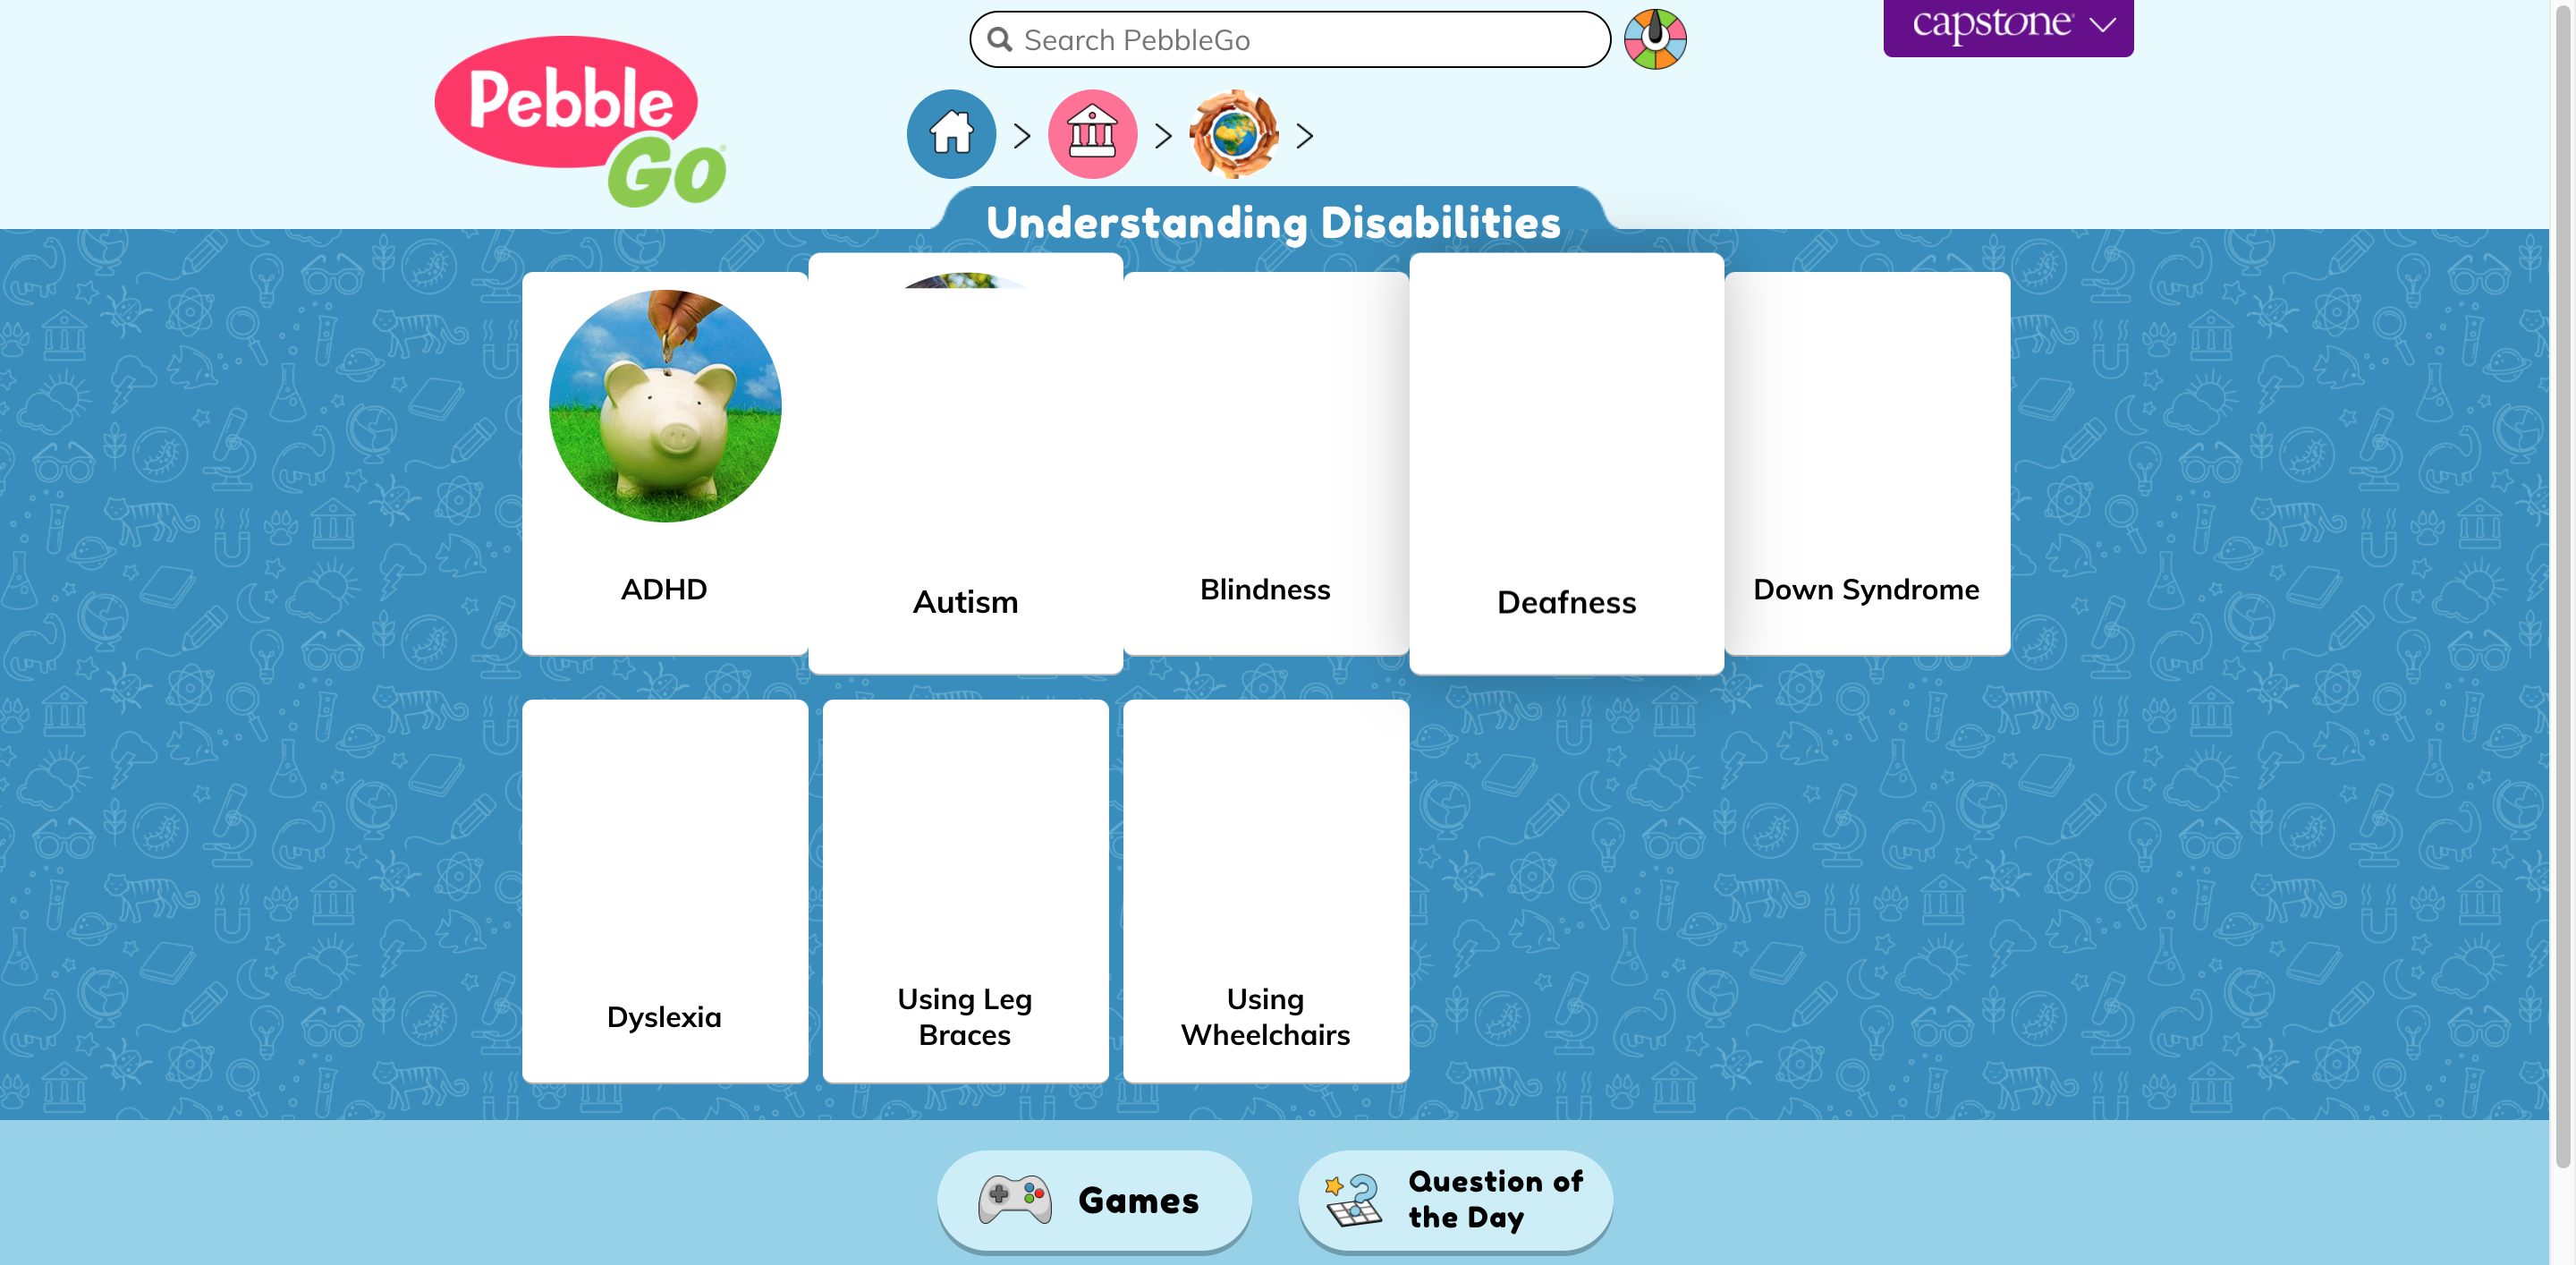 Pebble
Go
Search PebbleGo
capstone
Understanding Disabilities
ADHD
Autism
Blindness
Deafness
Down Syndrome
Dyslexia
Using Leg
Braces
Using
Wheelchairs
Games
Question of
the Day